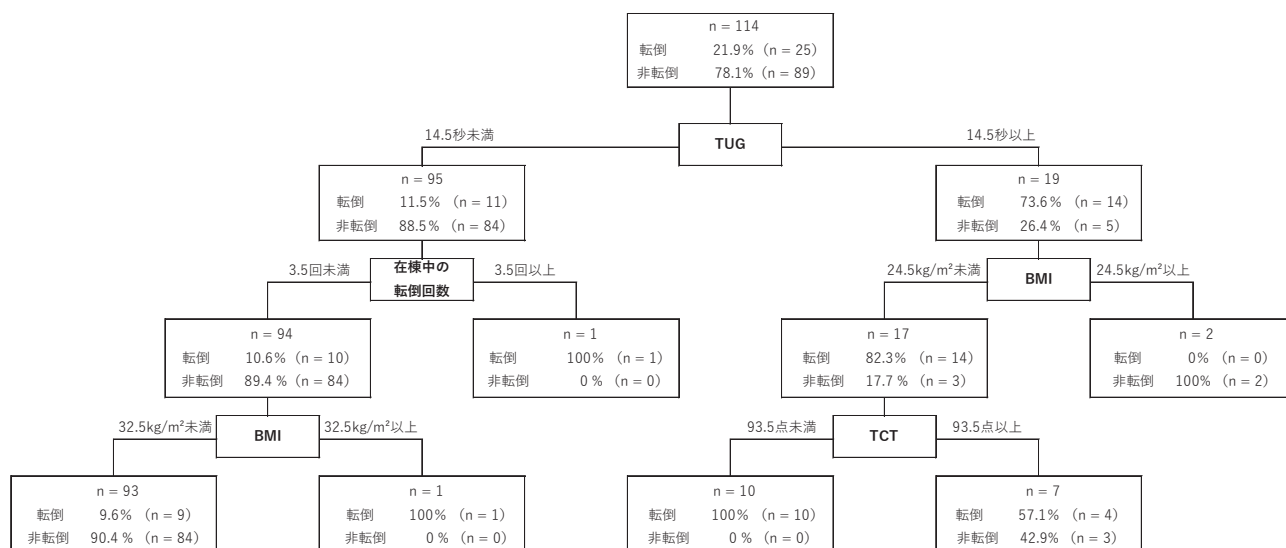 n = 114
転倒 21.9% (n = 25)
非転倒 78.1% (n = 89)
14.5秒未満
TUG
14.5秒以上
n = 95
転倒 11.5% (n = 11)
非転倒 88.5% (n = 84)
n = 19
転倒 73.6% (n = 14)
非転倒 26.4% (n = 5)
3.5回未満
在棟中の
転倒回数
3.5回以上
24.5kg/m²未満
BMI
24.5kg/m²以上
n = 94
転倒 10.6% (n = 10)
非転倒 89.4 % (n = 84)
n = 1
転倒 100% (n = 1)
非転倒 0 % (n = 0)
n = 17
転倒 82.3% (n = 14)
非転倒 17.7 % (n = 3)
n = 2
転倒 0% (n = 0)
非転倒 100% (n = 2)
32.5kg/m²未満
BMI
32.5kg/m²以上
93.5点未満
TCT
93.5点以上
n = 93
転倒 9.6% (n = 9)
非転倒 90.4 % (n = 84)
n = 1
転倒 100% (n = 1)
非転倒 0 % (n = 0)
n = 10
転倒 100% (n = 10)
非転倒 0 % (n = 0)
n = 7
転倒 57.1% (n = 4)
非転倒 42.9% (n = 3)